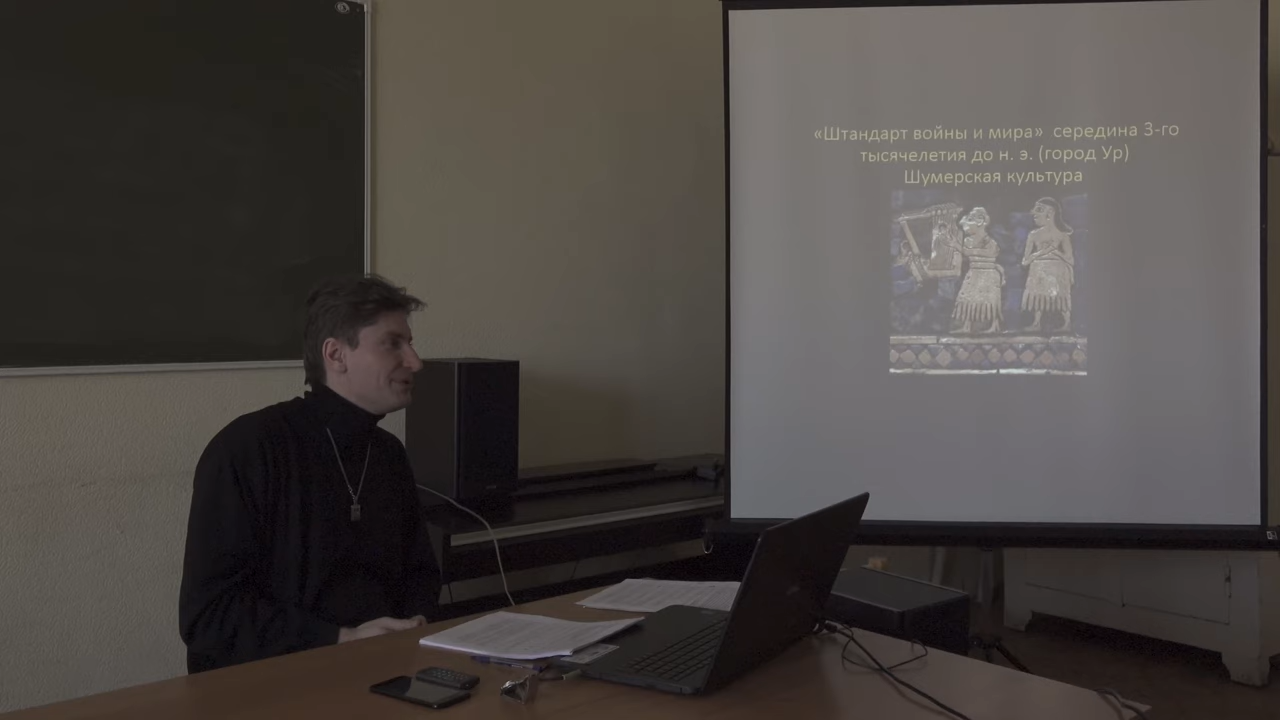 «Штандарт войны и мира» середина 3-го
тысячелетия до н. э. (город Ур)
Шумерская культура